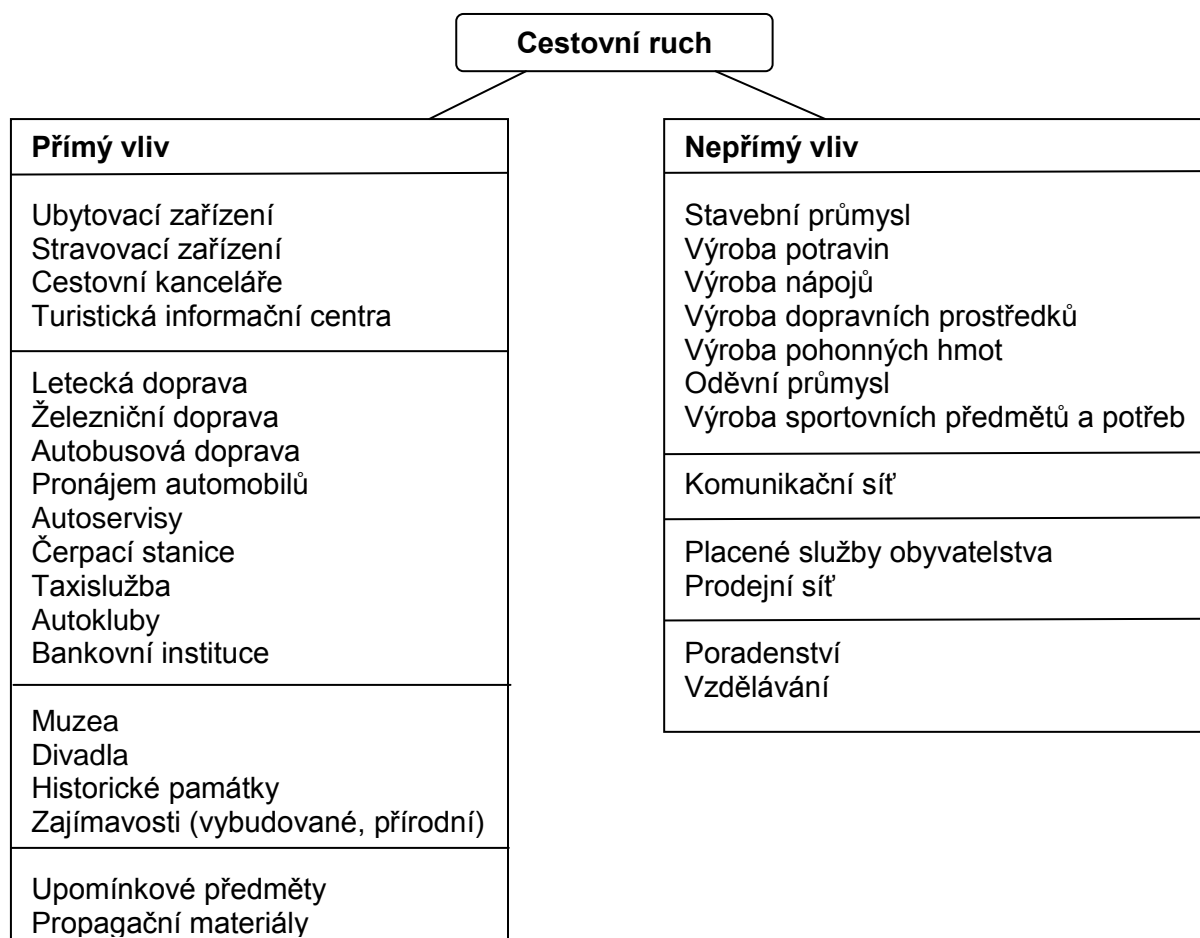 Cestovní ruch
Přímý vliv
Ubytovací zařízení
Stravovací zařízení
Cestovní kanceláře
Turistická informační centra
Letecká doprava
Železniční doprava
Autobusová doprava
Pronájem automobilů
Autoservisy
Čerpací stanice
Taxislužba
Autokluby
Bankovní instituce
Muzea
Divadla
Historické památky
Zajímavosti (vybudované, přírodní)
Upomínkové předměty
Propagační materiály
Nepřímý vliv
Stavební průmysl
Výroba potravin
Výroba nápojů
Výroba dopravních prostředků
Výroba pohonných hmot
Oděvní průmysl
Výroba sportovních předmětů a potřeb
Komunikační síť
Placené služby obyvatelstva
Prodejní síť
Poradenství
Vzdělávání